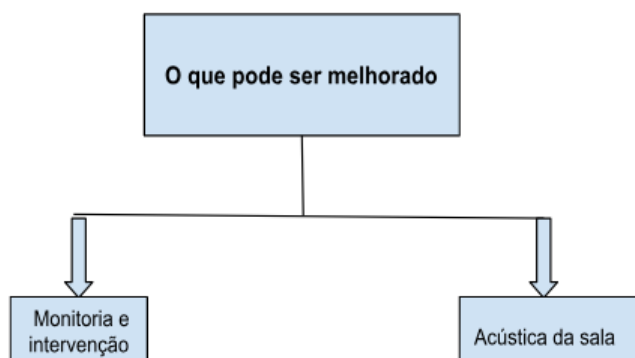 O que pode ser melhorado
Monitoria e
intervenção
Acústica da sala